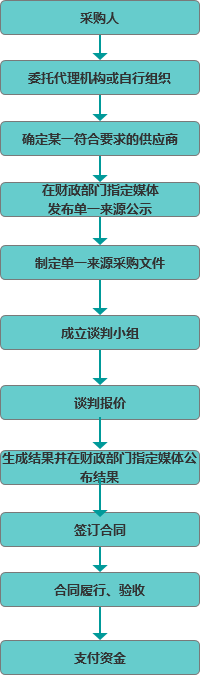 采购人
委托代理机构或自行组织
确定某一符合要求的供应商
在财政部门指定媒体
发布单一来源公示
制定单一来源采购文件
成立谈判小组
谈判报价
生成结果并在财政部门指定媒体公
布结果
签订合同
合同履行、验收
支付资金